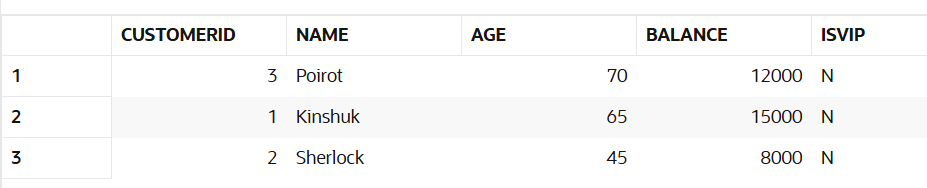 CUSTOMERID NAME AGE BALANCE ISVIP
1 3 Poirot 70 12000 N
2 1 Kinshuk 65 15000 N
3 2 Sherlock 45 8000 N